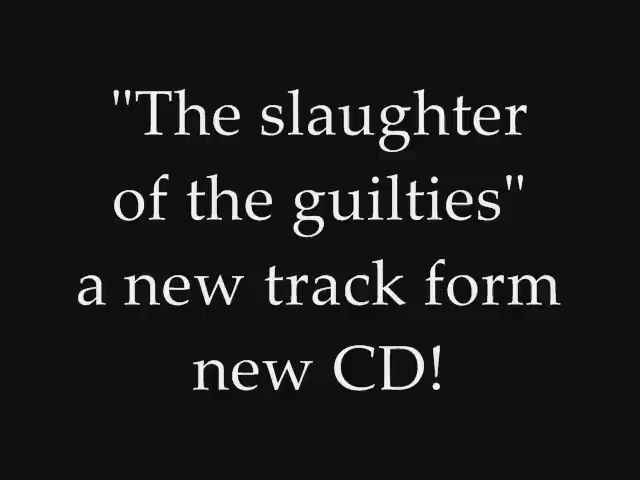 "The slaughter
of the guilties"
a new track form
new CD!